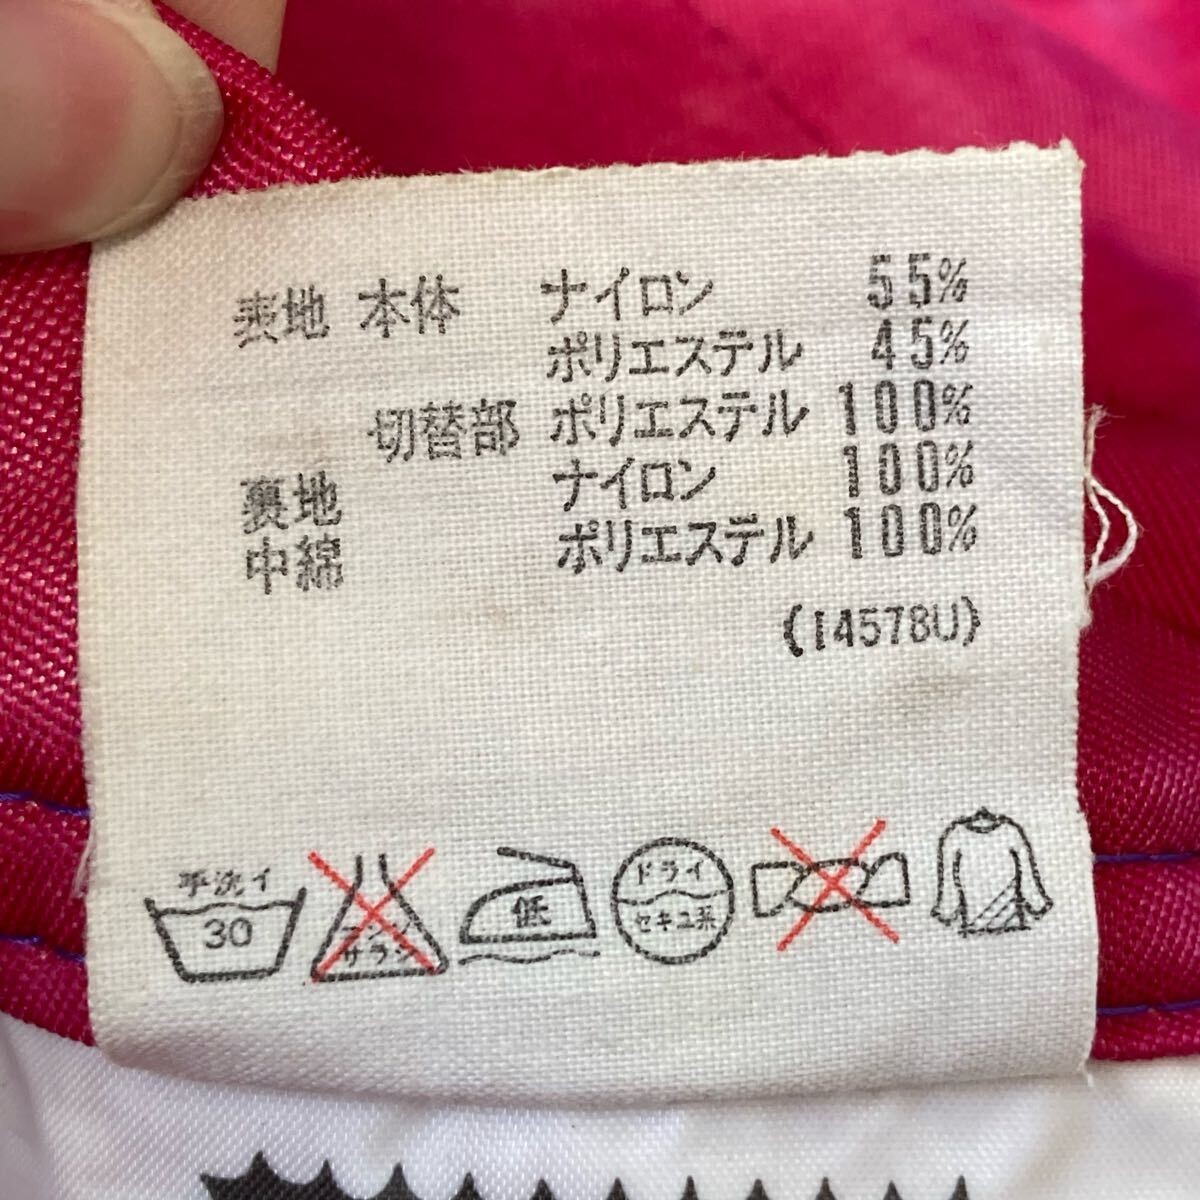 表地 本体 ナイロン 55%
ポリエステル 45%
切替部 ポリエステル 100%
裏地 ナイロン 100%
中綿 ポリエステル 100%
(14578U)
手洗イ
30
エンソ
サラシ
低
ドライ
セキユ系